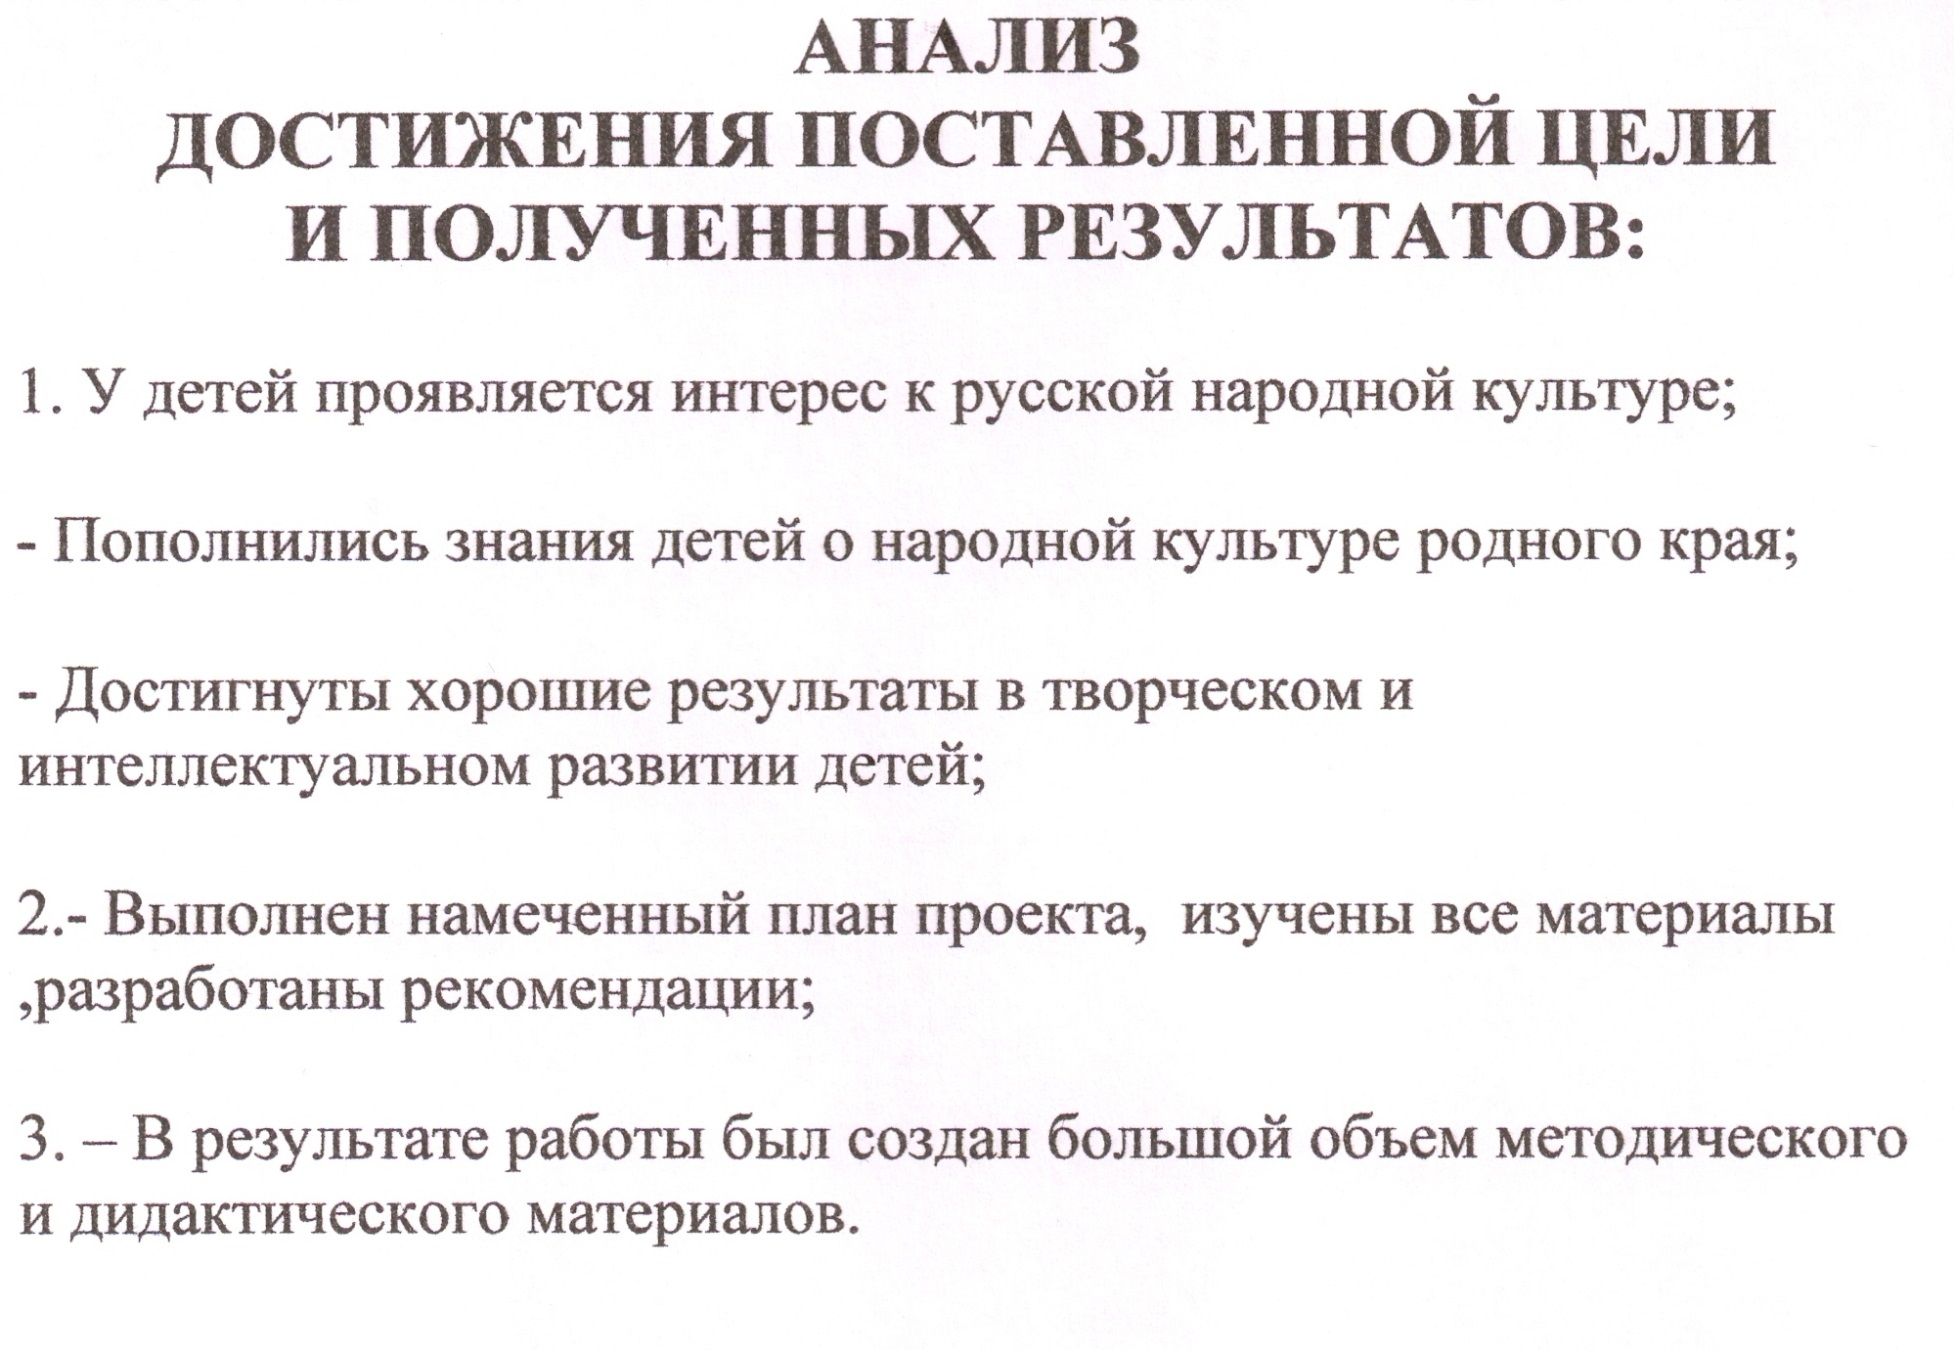 АНАЛИЗ
ДОСТИЖЕНИЯ ПОСТАВЛЕННОЙ ЦЕЛИ
И ПОЛУЧЕННЫХ РЕЗУЛЬТАТОВ:
1. У детей проявляется интерес к русской народной культуре;
- Пополнились знания детей о народной культуре родного края;
- Достигнуты хорошие результаты в творческом и
интеллектуальном развитии детей;
2.- Выполнен намеченный план проекта,  изучены все материалы
,разработаны рекомендации;
3. – В результате работы был создан большой объем методического
и дидактического материалов.